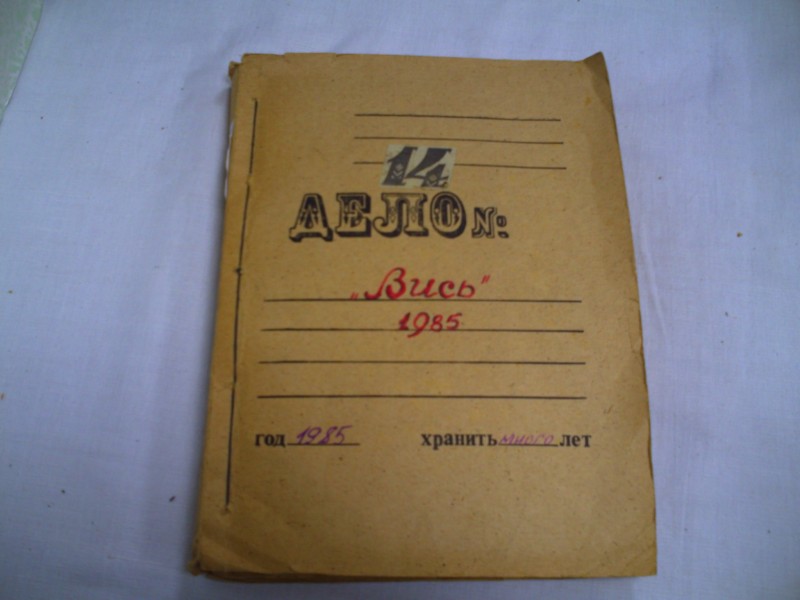 14
ДЕЛО №
„Вись"
1985
год 1985 хранить много лет